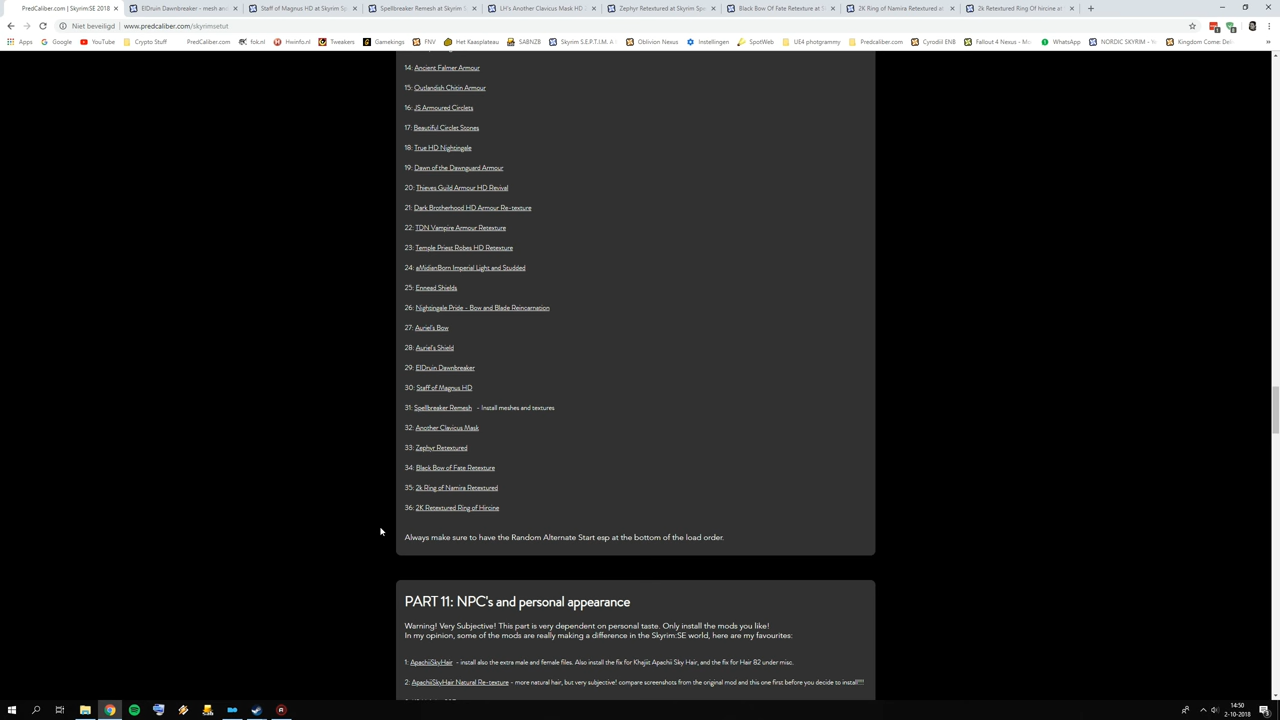 PredCaliber.com | SkyrimSE 2018
ElDruin Dawnbreaker - mesh and
Staff of Magnus HD at Skyrim Sp
Spellbreaker Remesh at Skyrim S
LH's Another Clavicus Mask HD
Zephyr Retextured at Skyrim Spe
Black Bow Of Fate Retexture at S
2K Ring of Namira Retextured at
2k Retextured Ring Of hircine at
Niet beveiligd | www.predcaliber.com/skyrimsetut
Apps
Google
YouTube
Crypto Stuff
PredCaliber.com
fok.nl
Hwinfo.nl
Tweakers
Gamekings
FNV
Het Kaasplateau
SABNZB
Skyrim S.E.P.T.I.M. A
Oblivion Nexus
Instellingen
SpotWeb
UE4 photgrammy
Predcaliber.com
Cyrodiil ENB
Fallout 4 Nexus - Mo
WhatsApp
NORDIC SKYRIM -
Kingdom Come: Del
14: Ancient Falmer Armour
15: Outlandish Chitin Armour
16: JS Armoured Circlets
17: Beautiful Circlet Stones
18: True HD Nightingale
19: Dawn of the Dawnguard Armour
20: Thieves Guild Armour HD Revival
21: Dark Brotherhood HD Armour Re-texture
22: TDN Vampire Armour Retexture
23: Temple Priest Robes HD Retexture
24: aMidianBorn Imperial Light and Studded
25: Ennead Shields
26: Nightingale Pride - Bow and Blade Reincarnation
27: Auriel's Bow
28: Auriel's Shield
29: ElDruin Dawnbreaker
30: Staff of Magnus HD
31: Spellbreaker Remesh - Install meshes and textures
32: Another Clavicus Mask
33: Zephyr Retextured
34: Black Bow of Fate Retexture
35: 2k Ring of Namira Retextured
36: 2K Retextured Ring of Hircine
Always make sure to have the Random Alternate Start esp at the bottom of the load order.
PART 11: NPC's and personal appearance
Warning! Very Subjective! This part is very dependent on personal taste. Only install the mods you like!
In my opinion, some of the mods are really making a difference in the Skyrim:SE world, here are my favourites:
1: ApachiiSkyHair - install also the extra male and female files. Also install the fix for Khajiit Apachii Sky Hair, and the fix for Hair 82 under misc.
2: ApachiiSkyHair Natural Re-texture - more natural hair, but very subjective! compare screenshots from the original mod and this one first before you decide to install!!!!
14:50
2-10-2018